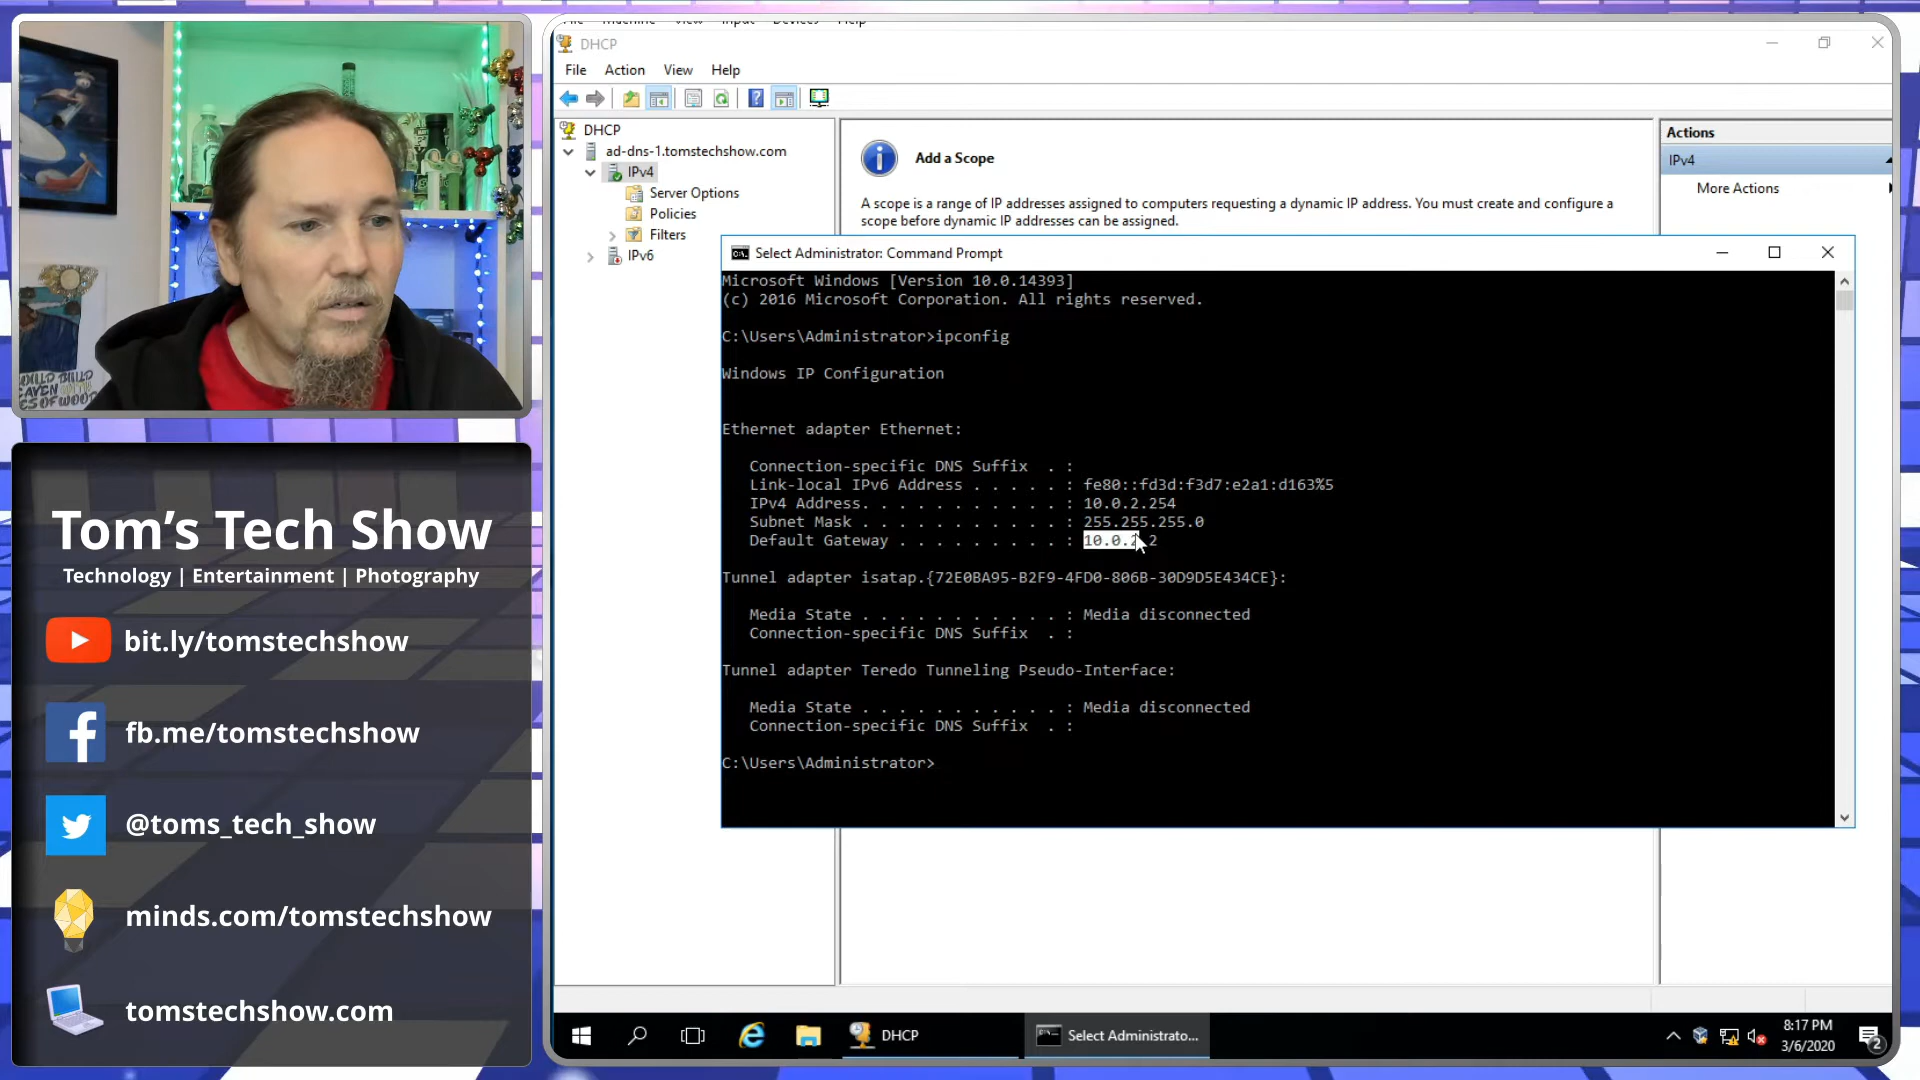 File Machine View Input Devices Help
DHCP
File Action View Help
DHCP
ad-dns-1.tomstechshow.com
IPv4
Server Options
Policies
Filters
IPv6
Add a Scope
A scope is a range of IP addresses assigned to computers requesting a dynamic IP address. You must create and configure a
scope before dynamic IP addresses can be assigned.
Actions
IPv4
More Actions
Select Administrator: Command Prompt
Microsoft Windows [Version 10.0.14393]
(c) 2016 Microsoft Corporation. All rights reserved.
C:\Users\Administrator>ipconfig
Windows IP Configuration
Ethernet adapter Ethernet:
Connection-specific DNS Suffix . :
Link-local IPv6 Address . . . . . : fe80::fd3d:f3d7:e2a1:d163%5
IPv4 Address. . . . . . . . . . . : 10.0.2.254
Subnet Mask . . . . . . . . . . . : 255.255.255.0
Default Gateway . . . . . . . . . : 10.0.2.2
Tunnel adapter isatap.{72E0BA95-B2F9-4FD0-806B-30D9D5E434CE}:
Media State . . . . . . . . . . . : Media disconnected
Connection-specific DNS Suffix . :
Tunnel adapter Teredo Tunneling Pseudo-Interface:
Media State . . . . . . . . . . . : Media disconnected
Connection-specific DNS Suffix . :
C:\Users\Administrator>
Tom's Tech Show
Technology | Entertainment | Photography
bit.ly/tomstechshow
fb.me/tomstechshow
@toms_tech_show
minds.com/tomstechshow
tomstechshow.com
DHCP
Select Administrato...
8:17 PM
3/6/2020
2